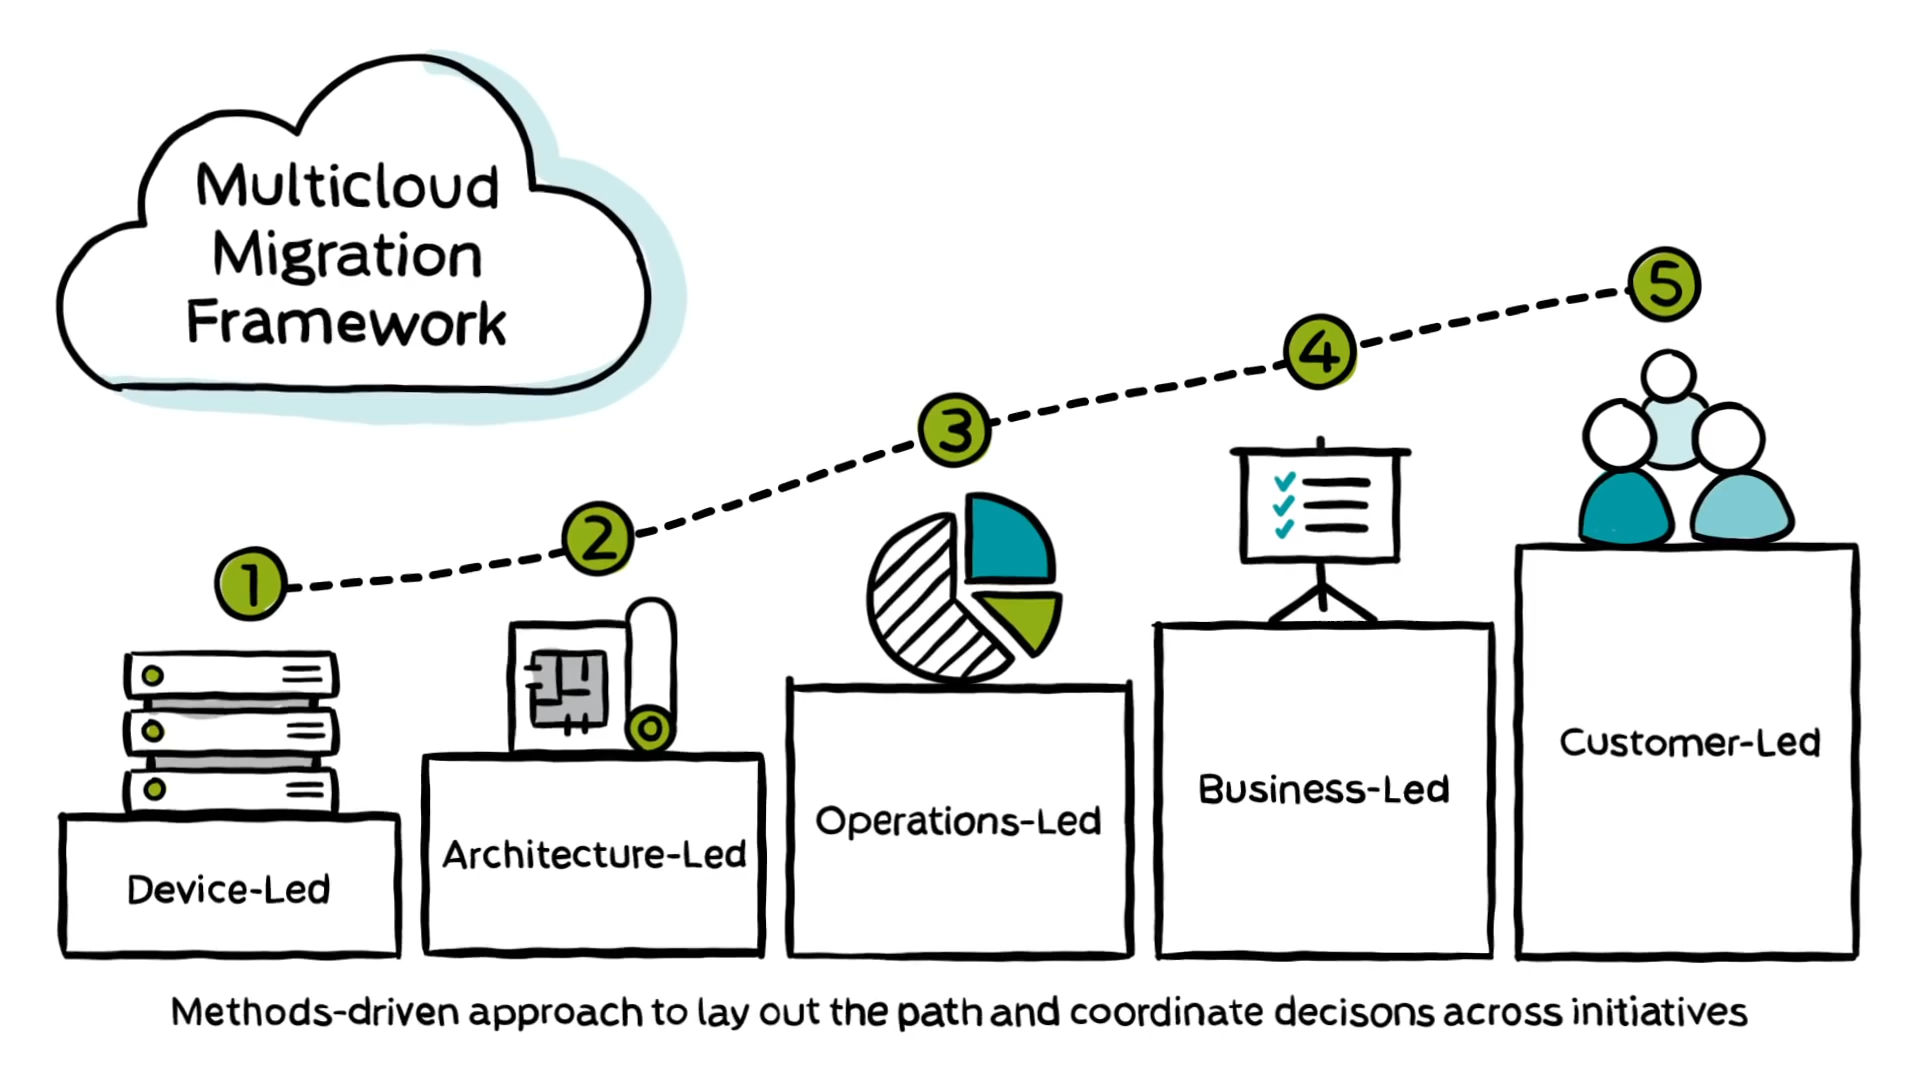 Multicloud
Migration
Framework
1
2
3
4
5
Device-Led
Architecture-Led
Operations-Led
Business-Led
Customer-Led
Methods-driven approach to lay out the path and coordinate decisons across initiatives